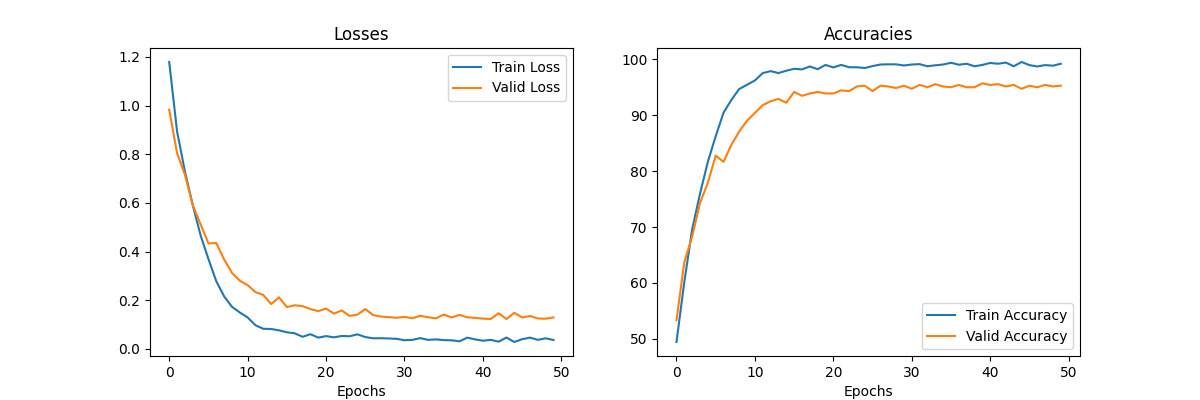 Losses
1.2
1.0
0.8
0.6
0.4
0.2
0.0
0 10 20 30 40 50
Epochs
Train Loss
Valid Loss
Accuracies
100
90
80
70
60
50
0 10 20 30 40 50
Epochs
Train Accuracy
Valid Accuracy